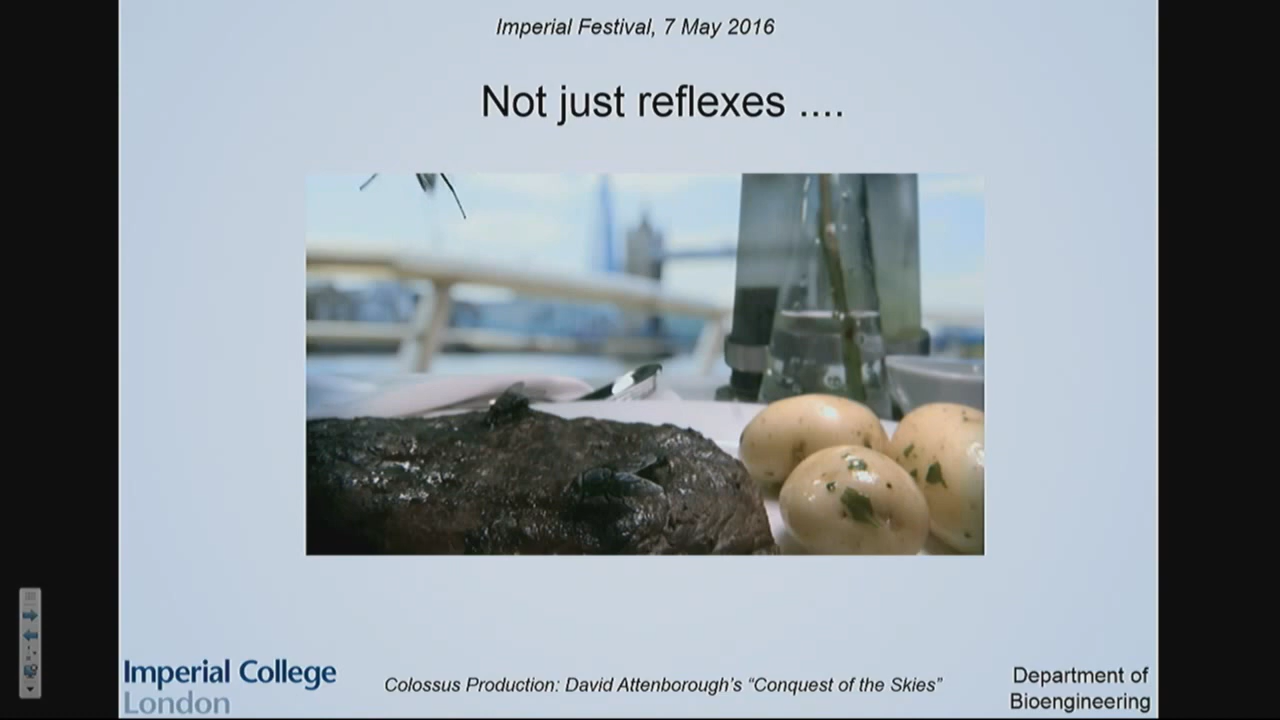 Imperial Festival, 7 May 2016
Not just reflexes ....
Imperial College
London
Colossus Production: David Attenborough's “Conquest of the Skies”
Department of
Bioengineering